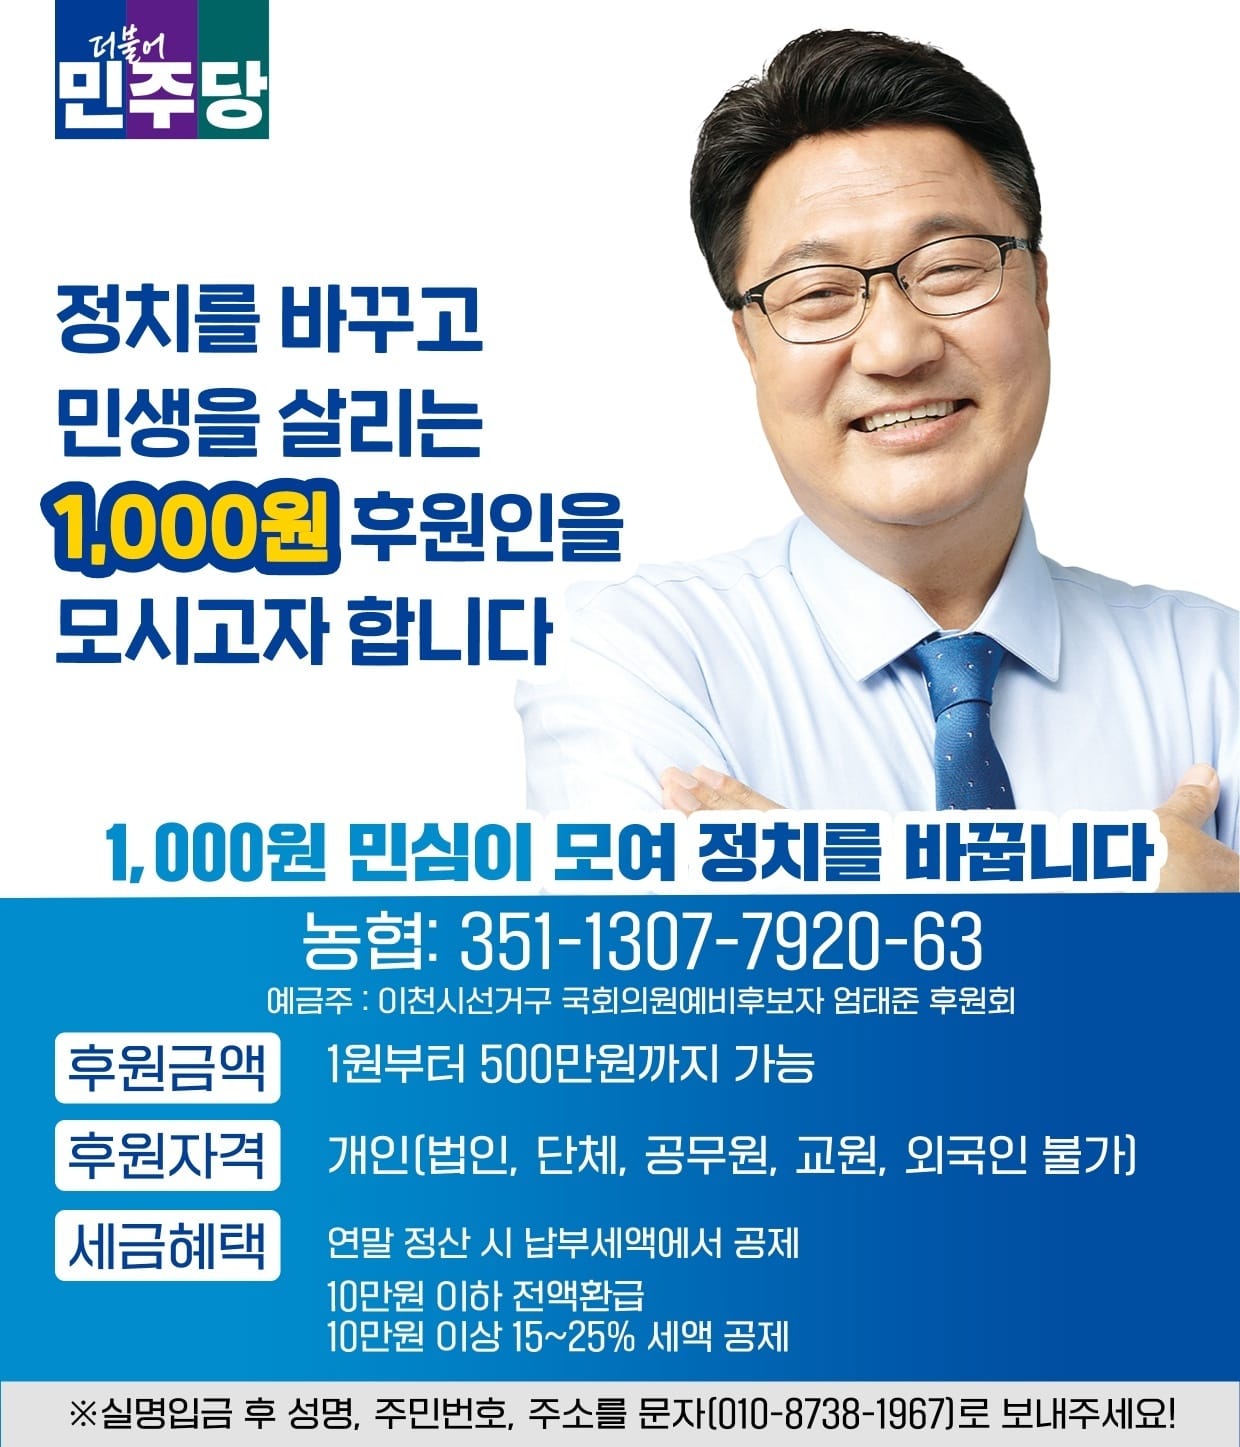 더불어
민주당
정치를 바꾸고
민생을 살리는
1,000원 후원인을
모시고자 합니다
1,000원 민심이 모여 정치를 바꿉니다
농협: 351-1307-7920-63
예금주 : 이천시선거구 국회의원예비후보자 엄태준 후원회
후원금액 1원부터 500만원까지 가능
후원자격 개인(법인, 단체, 공무원, 교원, 외국인 불가)
세금혜택 연말 정산 시 납부세액에서 공제
10만원 이하 전액환급
10만원 이상 15~25% 세액 공제
※실명입금 후 성명, 주민번호, 주소를 문자(010-8738-1967)로 보내주세요!